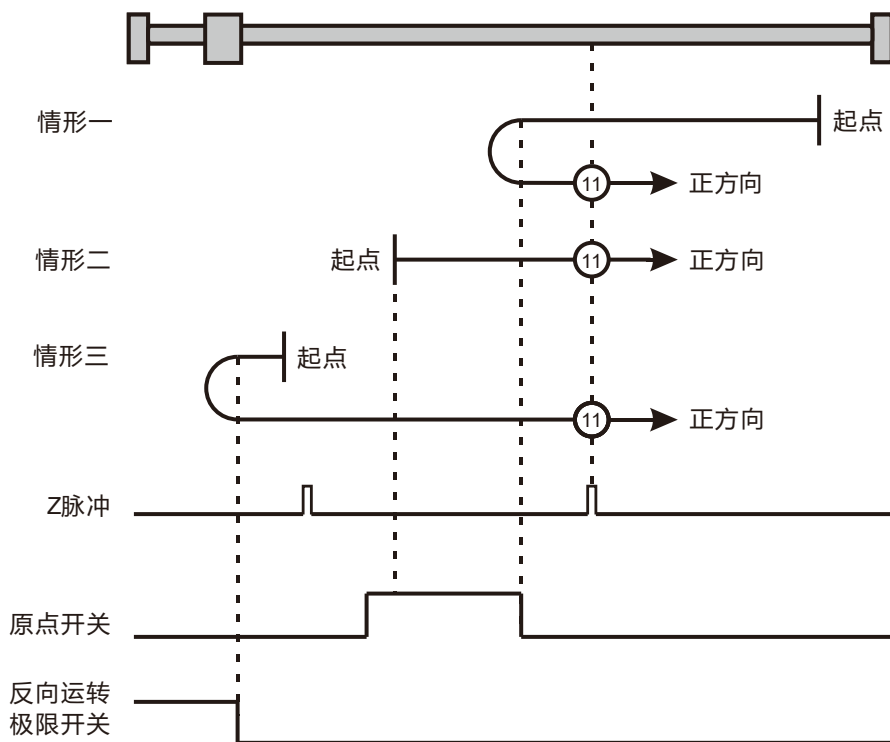 情形一
起点
11
正方向
情形二
起点
11
正方向
情形三
起点
11
正方向
Z脉冲
原点开关
反向运转
极限开关